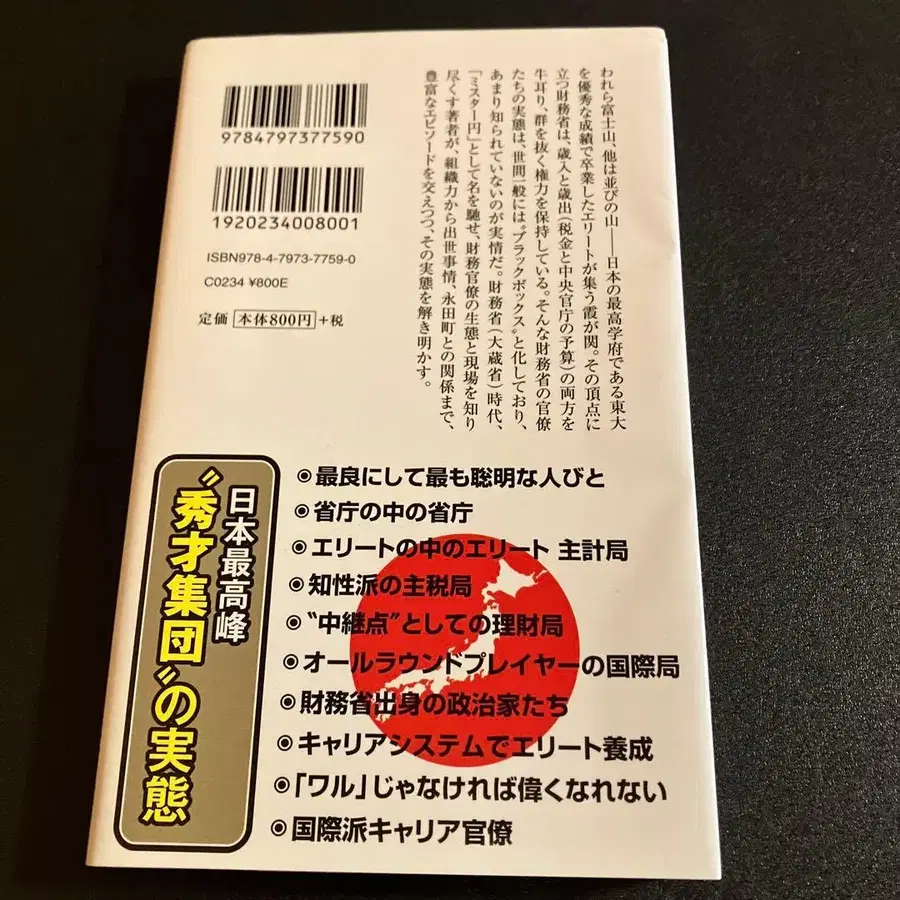 われら富士山、他は並びの山――日本の最高学府である東大
を優秀な成績で卒業したエリートが集う霞が関。その頂点に
立つ財務省は、歳入と歳出(税金と中央官庁の予算)の両方を
牛耳り、群を抜く権力を保持している。そんな財務省の官僚
たちの実態は、世間一般には〝ブラックボックス〟と化しており、
あまり知られていないのが実情だ。財務省(大蔵省)時代、
「ミスター円」として名を馳せ、財務官僚の生態と現場を知り
尽くす著者が、組織力から出世事情、永田町との関係まで、
豊富なエピソードを交えつつ、その実態を解き明かす。
9784797377590
1920234008001
ISBN978-4-7973-7759-0
C0234 ¥800E
定価 本体800円 +税
日本最高峰
〝秀才集団〟の実態
◉最良にして最も聡明な人びと
◉省庁の中の省庁
◉エリートの中のエリート 主計局
◉知性派の主税局
◉“中継点”としての理財局
◉オールラウンドプレイヤーの国際局
◉財務省出身の政治家たち
◉キャリアシステムでエリート養成
◉「ワル」じゃなければ偉くなれない
◉国際派キャリア官僚